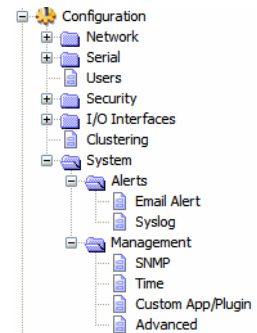 Configuration
Network
Serial
Users
Security
I/O Interfaces
Clustering
System
Alerts
Email Alert
Syslog
Management
SNMP
Time
Custom App/Plugin
Advanced